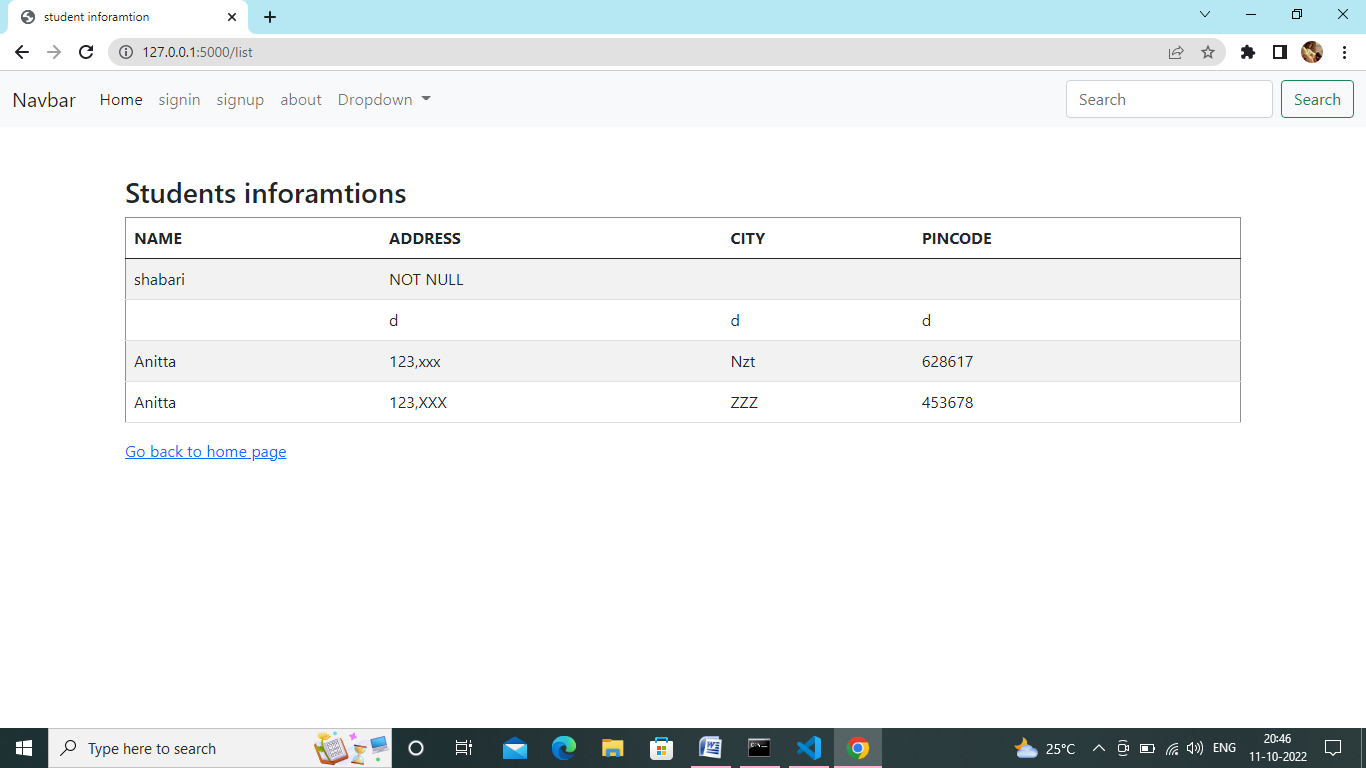 student inforamtion
127.0.0.1:5000/list
Navbar Home signin signup about Dropdown Search Search
Students inforamtions
NAME ADDRESS CITY PINCODE
shabari NOT NULL
d d d
Anitta 123,xxx Nzt 628617
Anitta 123,XXX ZZZ 453678
Go back to home page
Type here to search 25°C ENG 20:46
11-10-2022